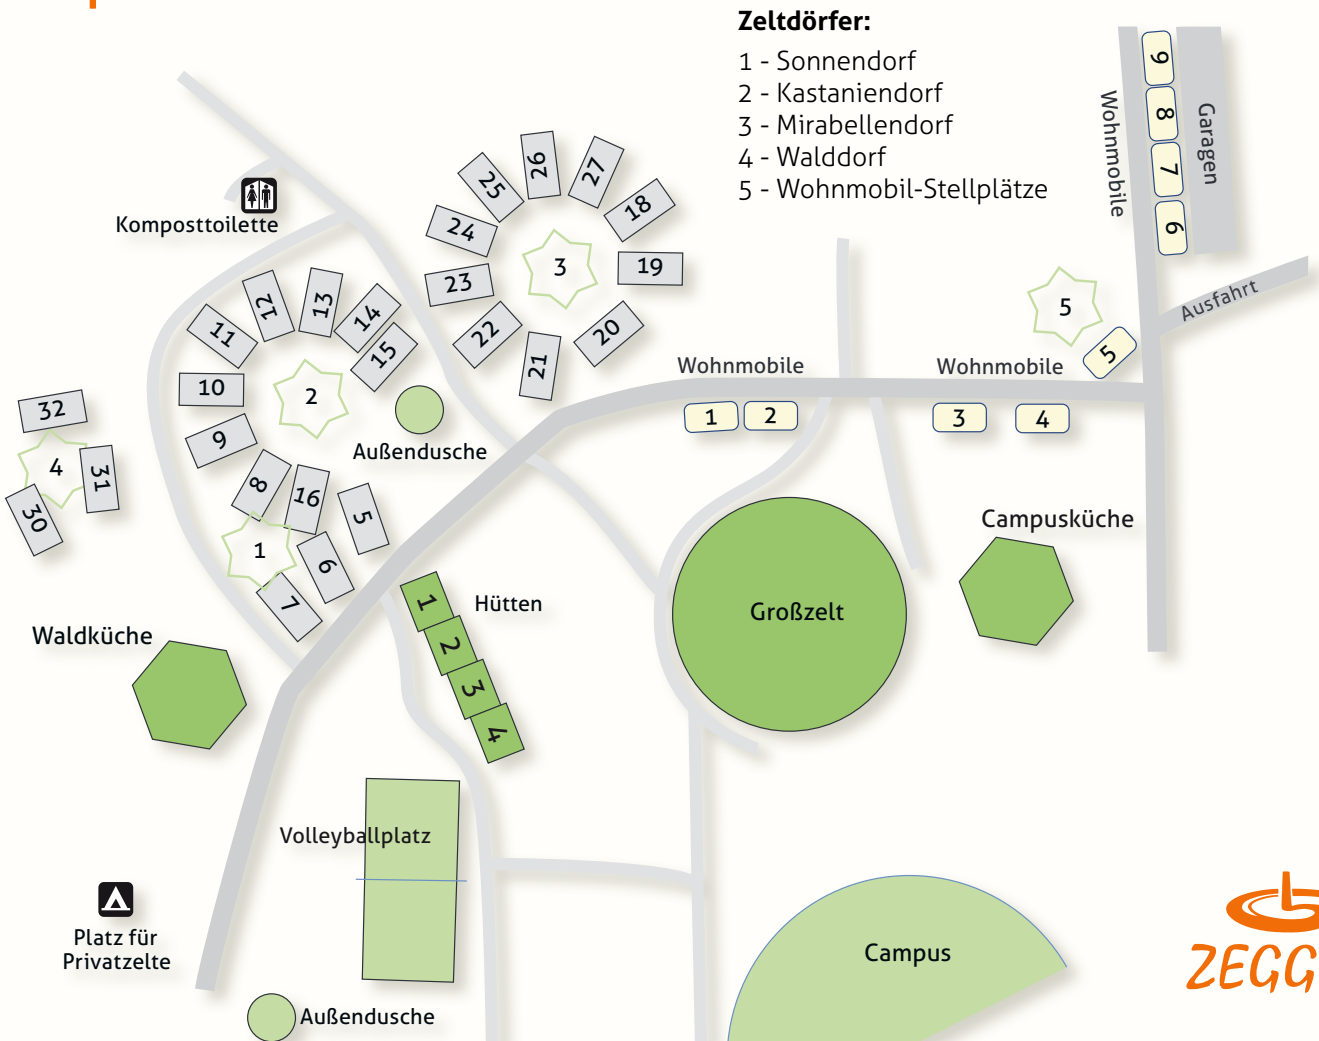 Zeltdörfer:
1 - Sonnendorf
2 - Kastaniendorf
3 - Mirabellendorf
4 - Walddorf
5 - Wohnmobil-Stellplätze
Wohnmobile
9
8
7
6
Garagen
Ausfahrt
5
5
Komposttoilette
25
26
27
18
24
3
19
23
22
21
20
12
13
14
11
15
10
2
9
8
16
5
1
6
7
Außendusche
32
4
31
30
Wohnmobile
1
2
Wohnmobile
3
4
Campusküche
Großzelt
Hütten
1
2
3
4
Waldküche
Volleyballplatz
Platz für
Privatzelte
Außendusche
Campus
ZEGG